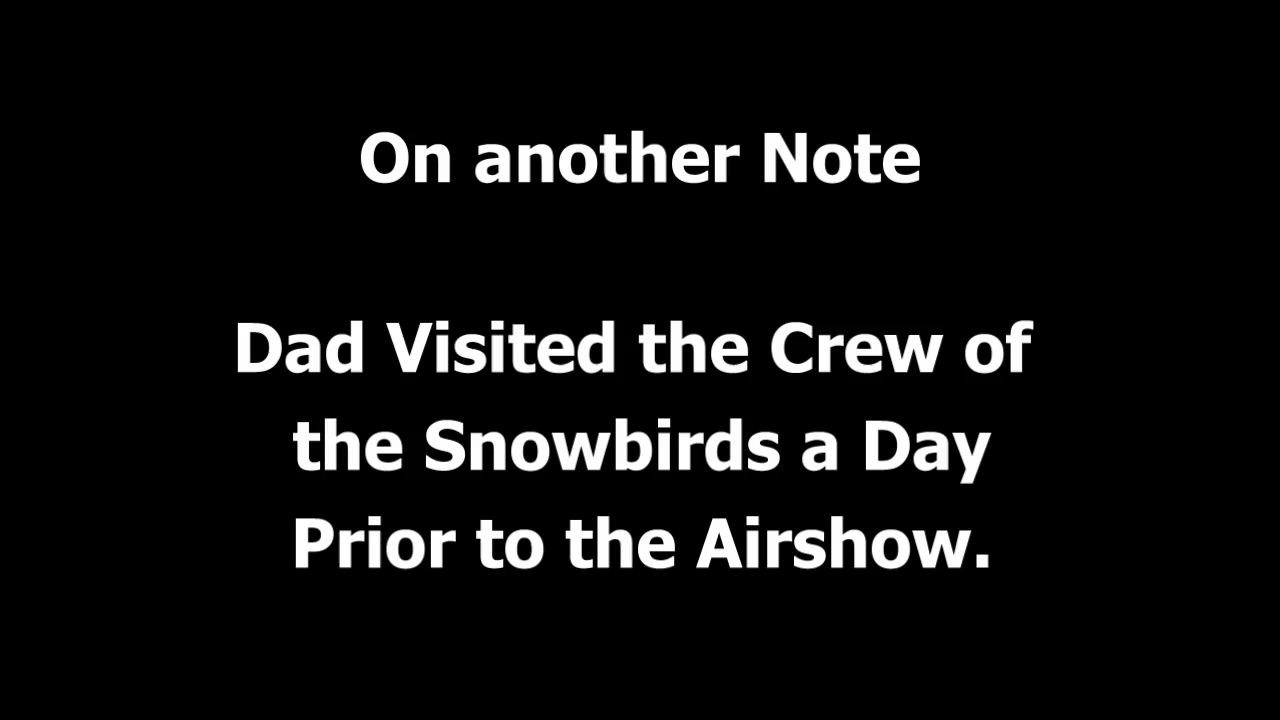 On another Note
Dad Visited the Crew of
the Snowbirds a Day
Prior to the Airshow.